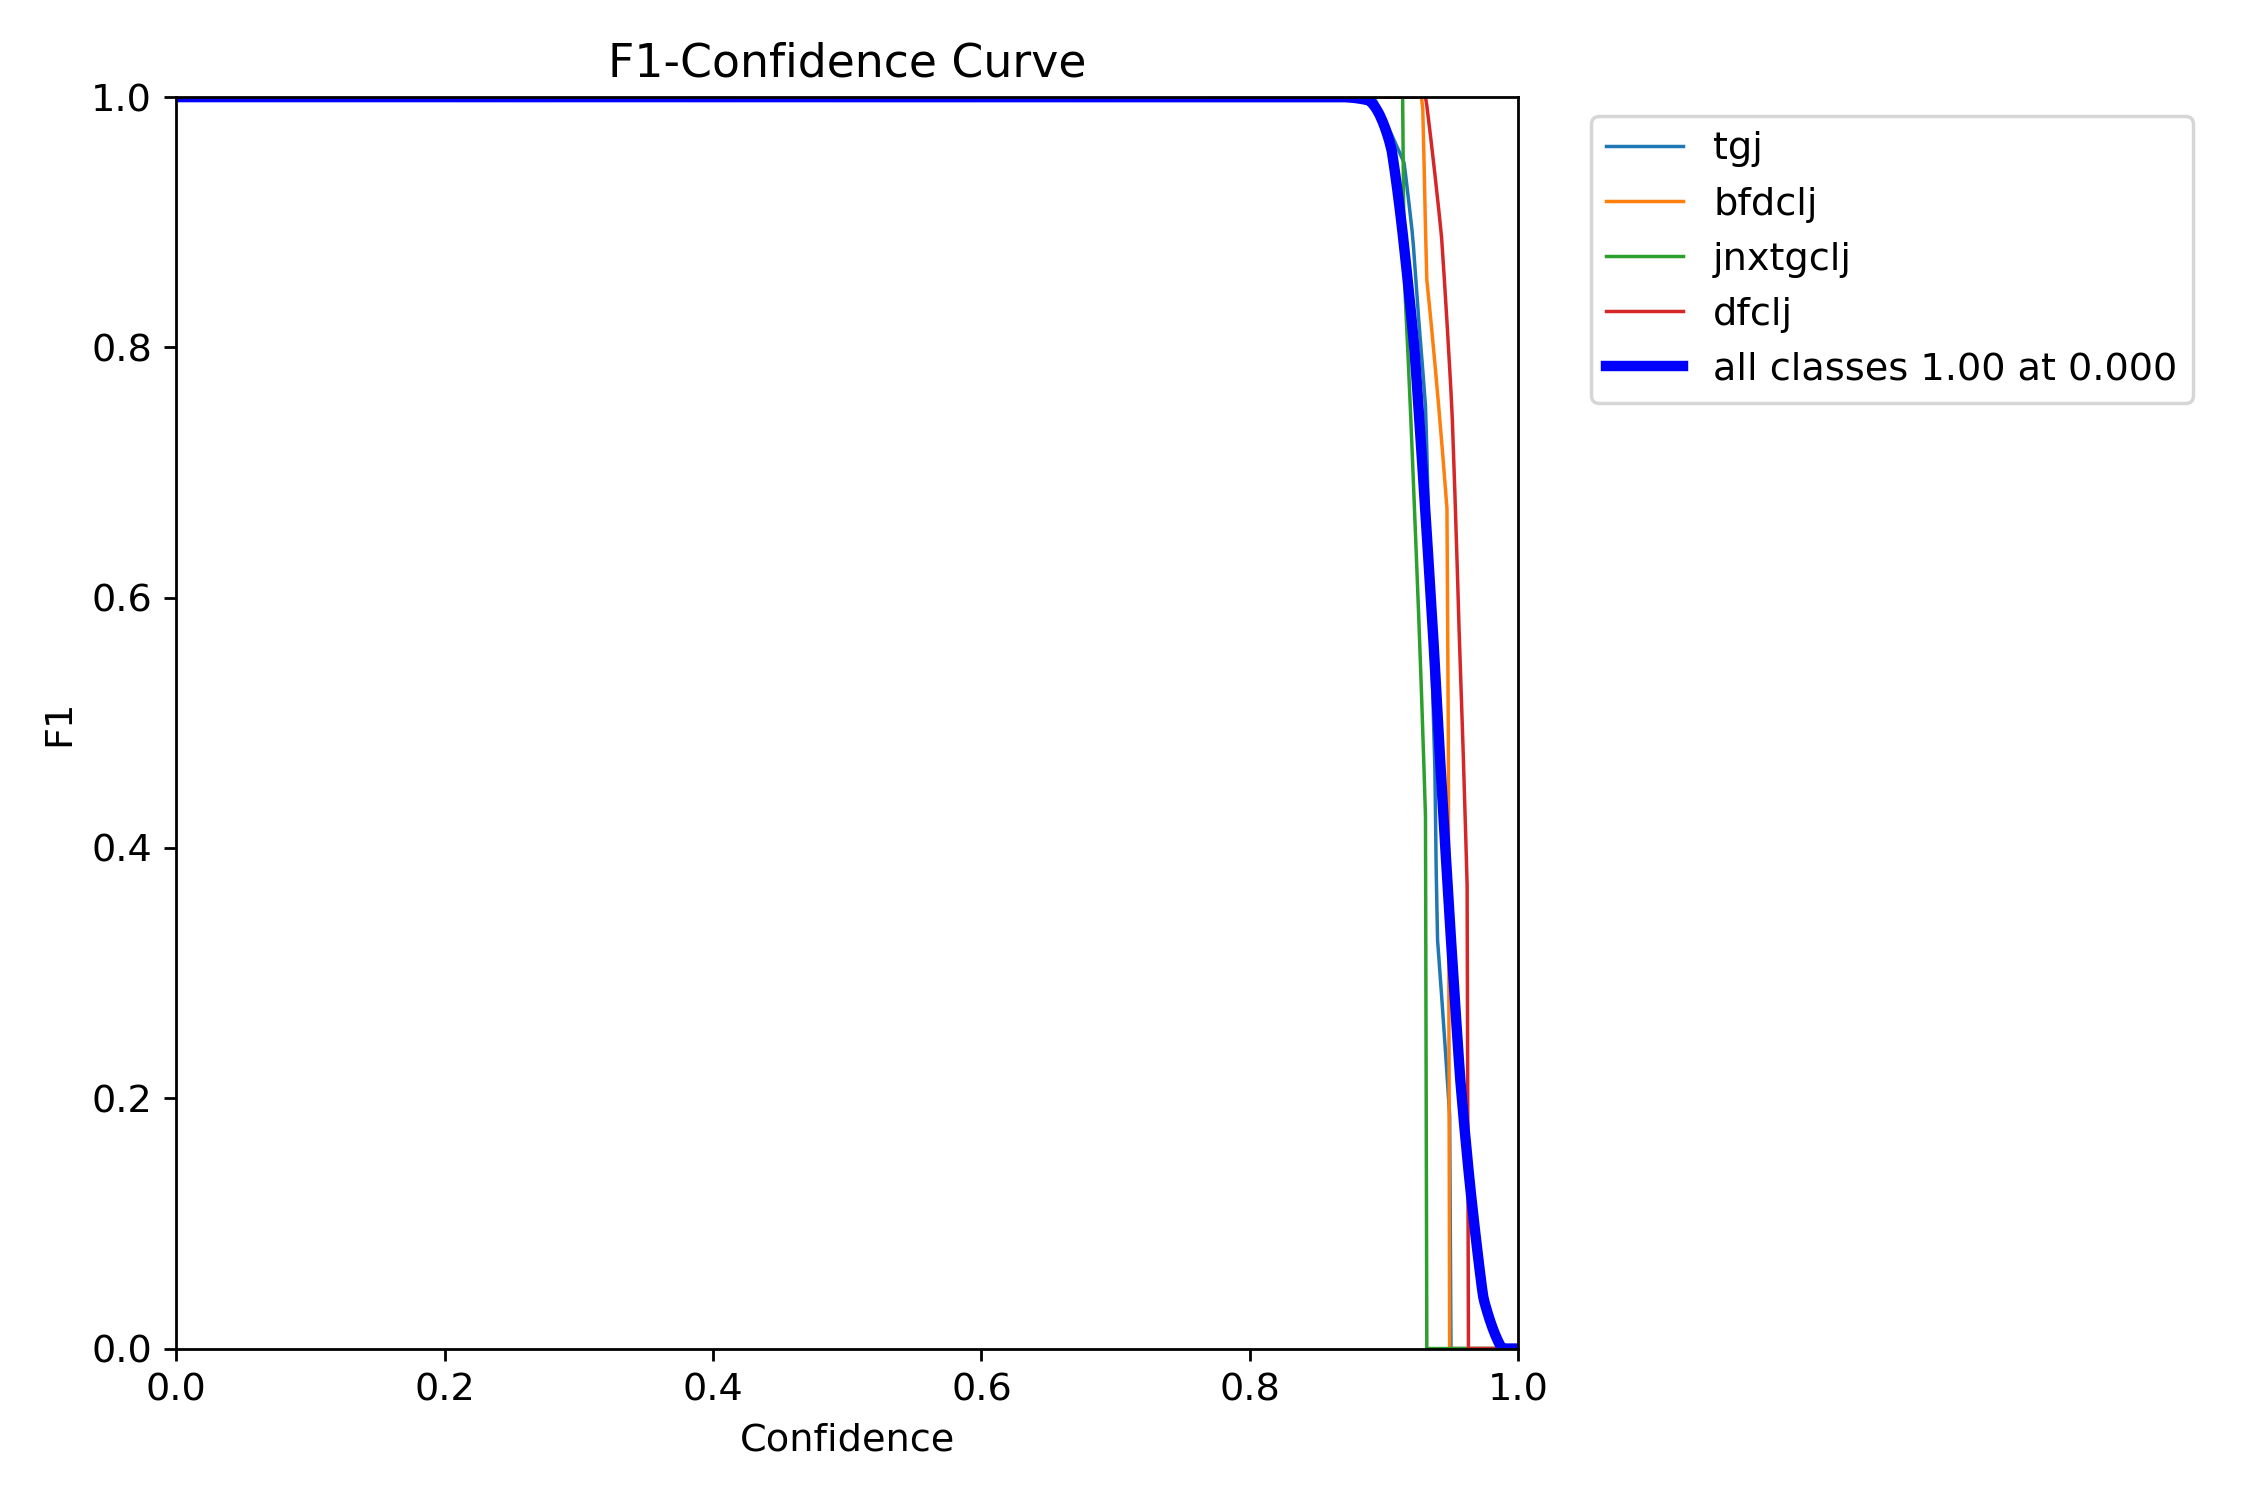 F1-Confidence Curve
1.0
0.8
0.6
0.4
0.2
0.0
F1
0.0 0.2 0.4 0.6 0.8 1.0
Confidence
tgj
bfdclj
jnxtgclj
dfclj
all classes 1.00 at 0.000